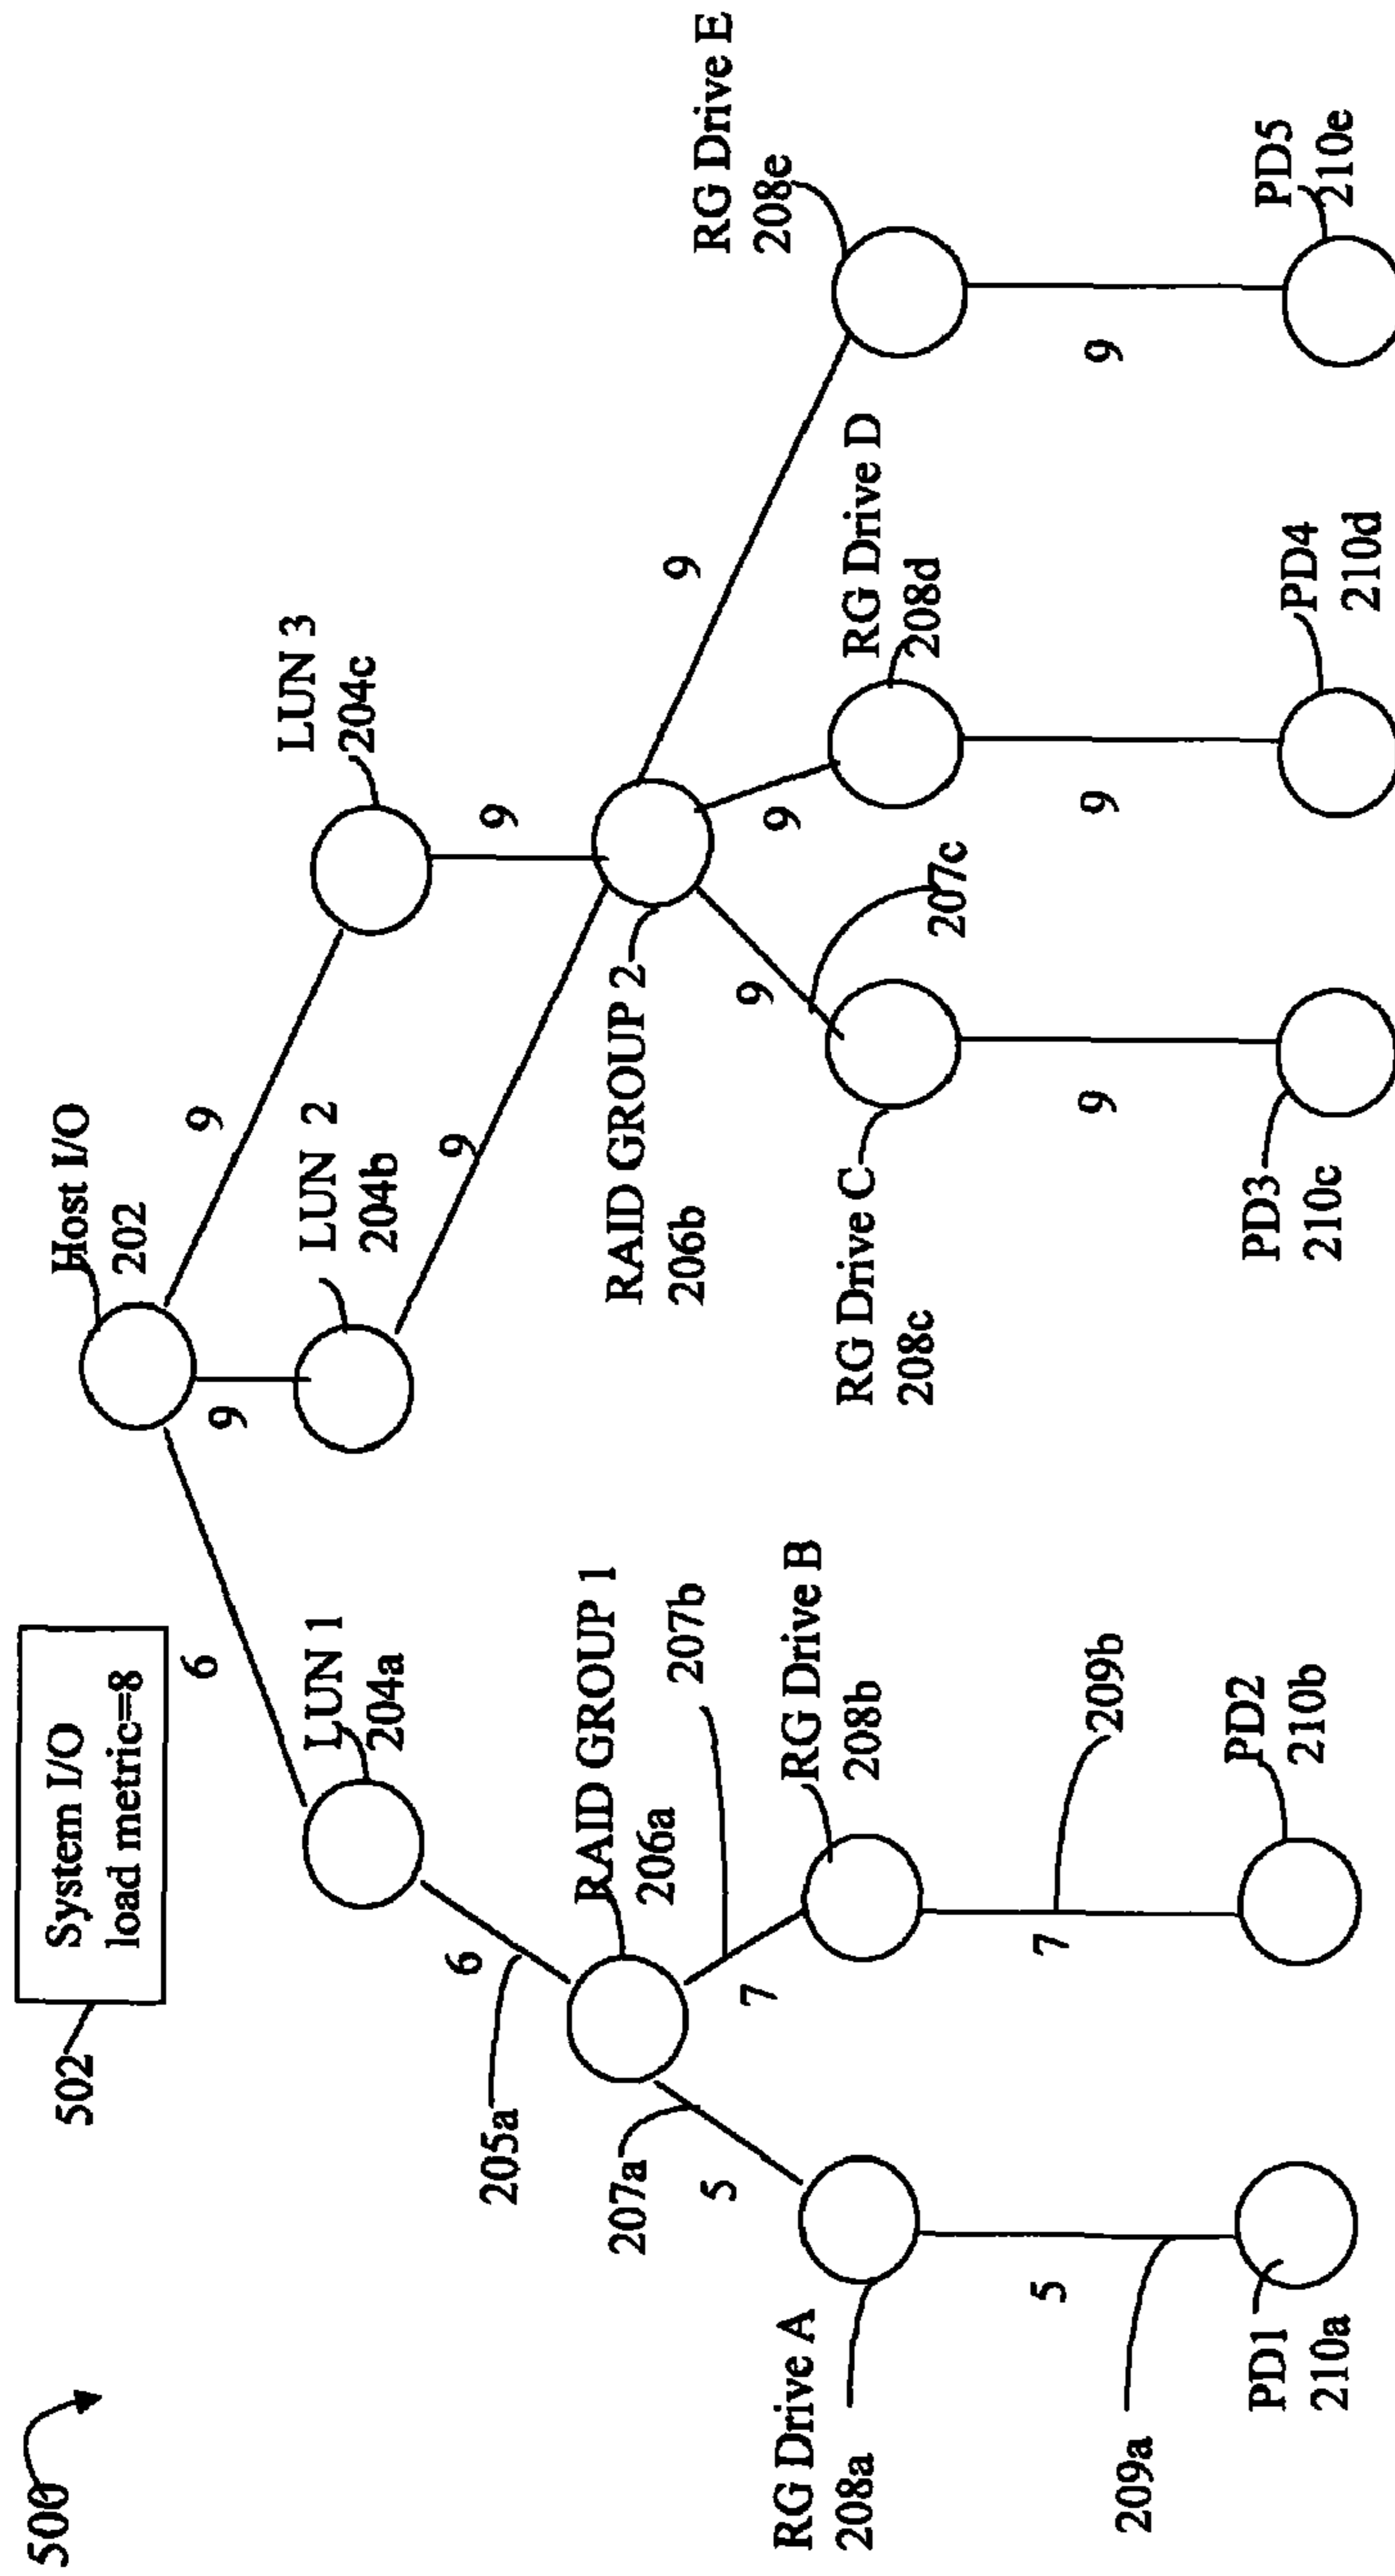 500
502
System I/O
load metric=8
Host I/O
202
6
9
9
LUN 1
204a
LUN 2
204b
LUN 3
204c
6
205a
9
9
RAID GROUP 1
206a
RAID GROUP 2
206b
207a
5
7
207b
9
207c
9
9
RG Drive A
208a
RG Drive B
208b
RG Drive C
208c
RG Drive D
208d
RG Drive E
208e
5
209a
7
209b
9
9
9
PD1
210a
PD2
210b
PD3
210c
PD4
210d
PD5
210e